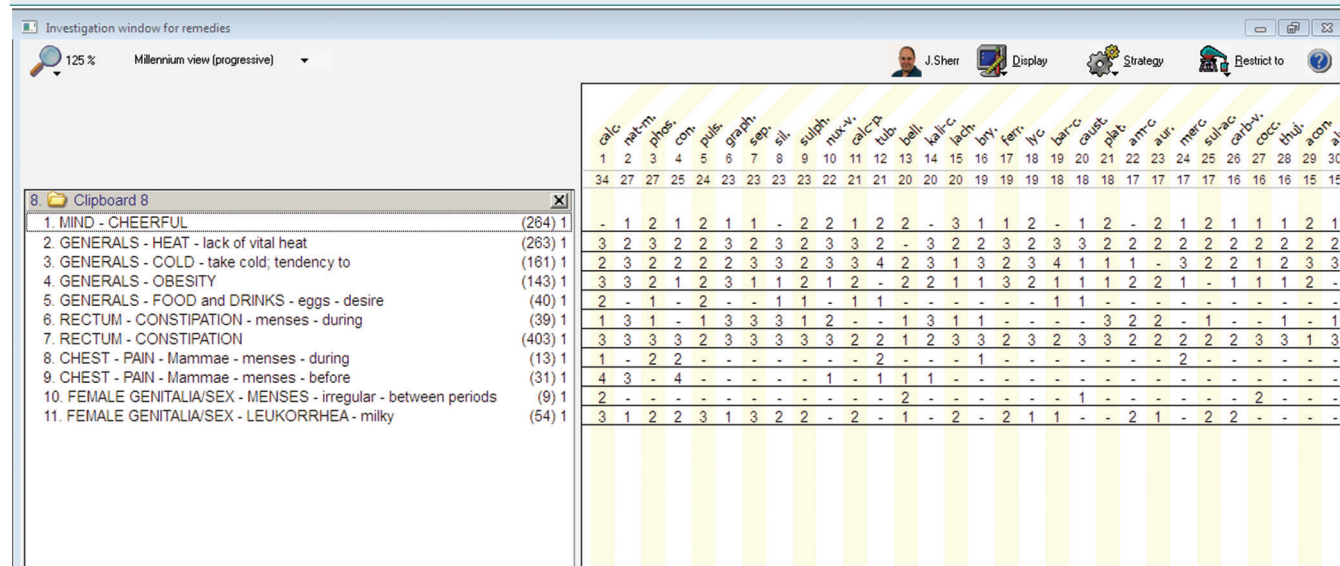 Investigation window for remedies
125 % Millennium view (progressive) J.Sherr Display Strategy Restrict to
calc. nat-m. phos. con. puls. graph. sep. sil. sulph. nux-v. calc-p. tub. bell. kali-c. lach. bry. ferr. lyc. bar-c. caust. plat. am-c. aur. merc. sul-ac. carb-v. cocc. thuj. acon.
1 2 3 4 5 6 7 8 9 10 11 12 13 14 15 16 17 18 19 20 21 22 23 24 25 26 27 28 29 30
34 27 27 25 24 23 23 23 23 22 21 21 20 20 20 19 19 19 18 18 18 17 17 17 17 16 16 16 15 15
8. Clipboard 8 X
1. MIND - CHEERFUL (264) 1 - 1 2 1 2 1 1 - 2 2 1 2 2 - 3 1 1 2 - 1 2 - 2 1 2 1 1 1 2 1
2. GENERALS - HEAT - lack of vital heat (263) 1 3 2 3 2 2 3 2 3 2 3 3 2 - 3 2 2 3 2 3 3 2 2 2 2 2 2 2 2 2 2
3. GENERALS - COLD - take cold; tendency to (161) 1 2 3 2 2 2 2 3 3 2 3 3 4 2 3 1 3 2 3 4 1 1 1 - 3 2 2 1 2 3 3
4. GENERALS - OBESITY (143) 1 3 3 2 1 2 3 1 1 2 1 2 - 2 2 1 1 3 2 1 1 1 2 2 1 - 1 1 1 2 -
5. GENERALS - FOOD and DRINKS - eggs - desire (40) 1 2 - 1 - 2 - - 1 1 - 1 1 - - - - - - 1 1 - - - - - - - - - -
6. RECTUM - CONSTIPATION - menses - during (39) 1 1 3 1 - 1 3 3 3 1 2 - - 1 3 1 1 - - - - 3 2 2 - 1 - - 1 - 1
7. RECTUM - CONSTIPATION (403) 1 3 3 3 3 2 3 3 3 3 3 2 2 1 2 3 3 2 3 2 3 3 2 2 2 2 2 3 3 1 3
8. CHEST - PAIN - Mammae - menses - during (13) 1 1 - 2 2 - - - - - - - 2 - - - 1 - - - - - - - 2 - - - - - -
9. CHEST - PAIN - Mammae - menses - before (31) 1 4 3 - 4 - - - - - 1 - 1 1 1 - - - - - - - - - - - - - - - -
10. FEMALE GENITALIA/SEX - MENSES - irregular - between periods (9) 1 2 - - - - - - - - - - - 2 - - - - - - 1 - - - - - - 2 - - -
11. FEMALE GENITALIA/SEX - LEUKORRHEA - milky (54) 1 3 1 2 2 3 1 3 2 2 - 2 - 1 - 2 - 2 1 1 - - 2 1 - 2 2 - - - -